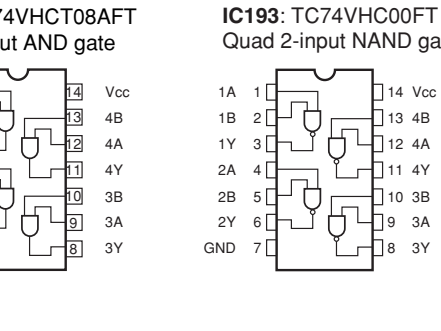 74VHCT08AFT
AND gate
14 Vcc
13 4B
12 4A
11 4Y
10 3B
9 3A
8 3Y
IC193: TC74VHC00FT
Quad 2-input NAND
1A 1 14 Vcc
1B 2 13 4B
1Y 3 12 4A
2A 4 11 4Y
2B 5 10 3B
2Y 6 9 3A
GND 7 8 3Y